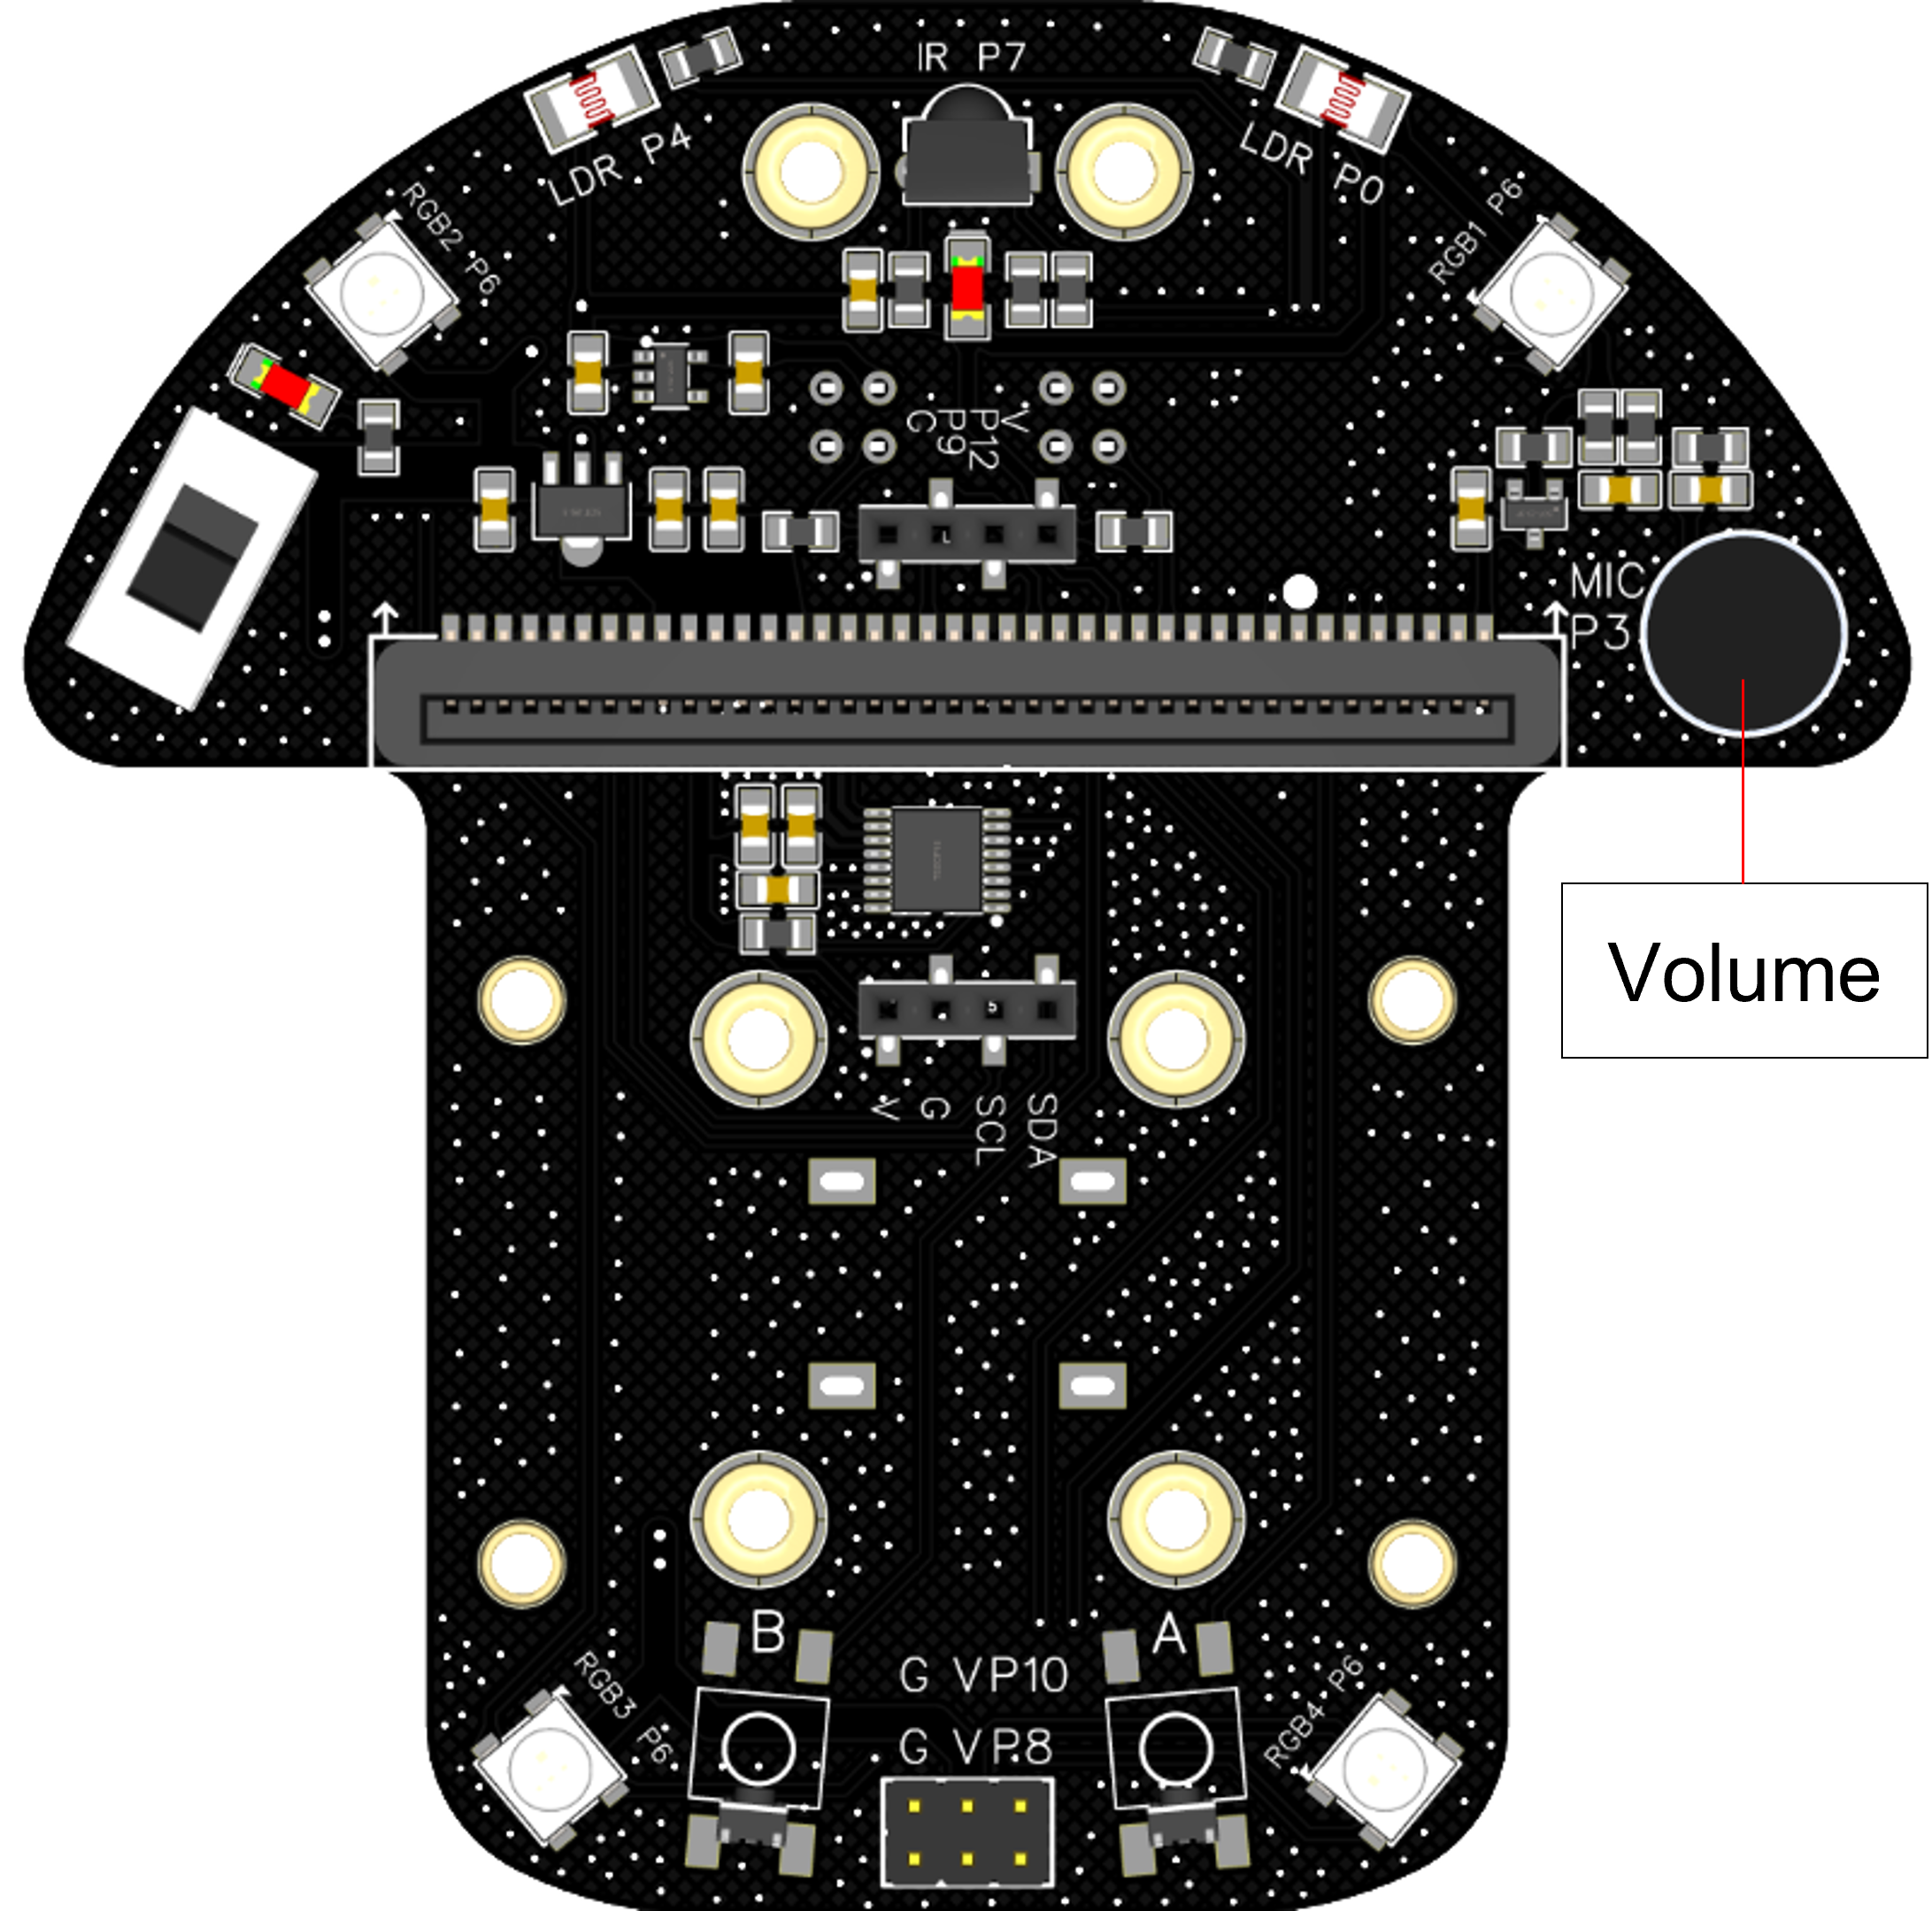 IR P7
LDR P4
LDR P0
RGB2 P6
RGB1 P6
G
P9
P12
V
MIC
P3
Volume
V
G
SCL
SDA
B
A
G VP10
G VP8
RGB3 P6
RGB4 P6